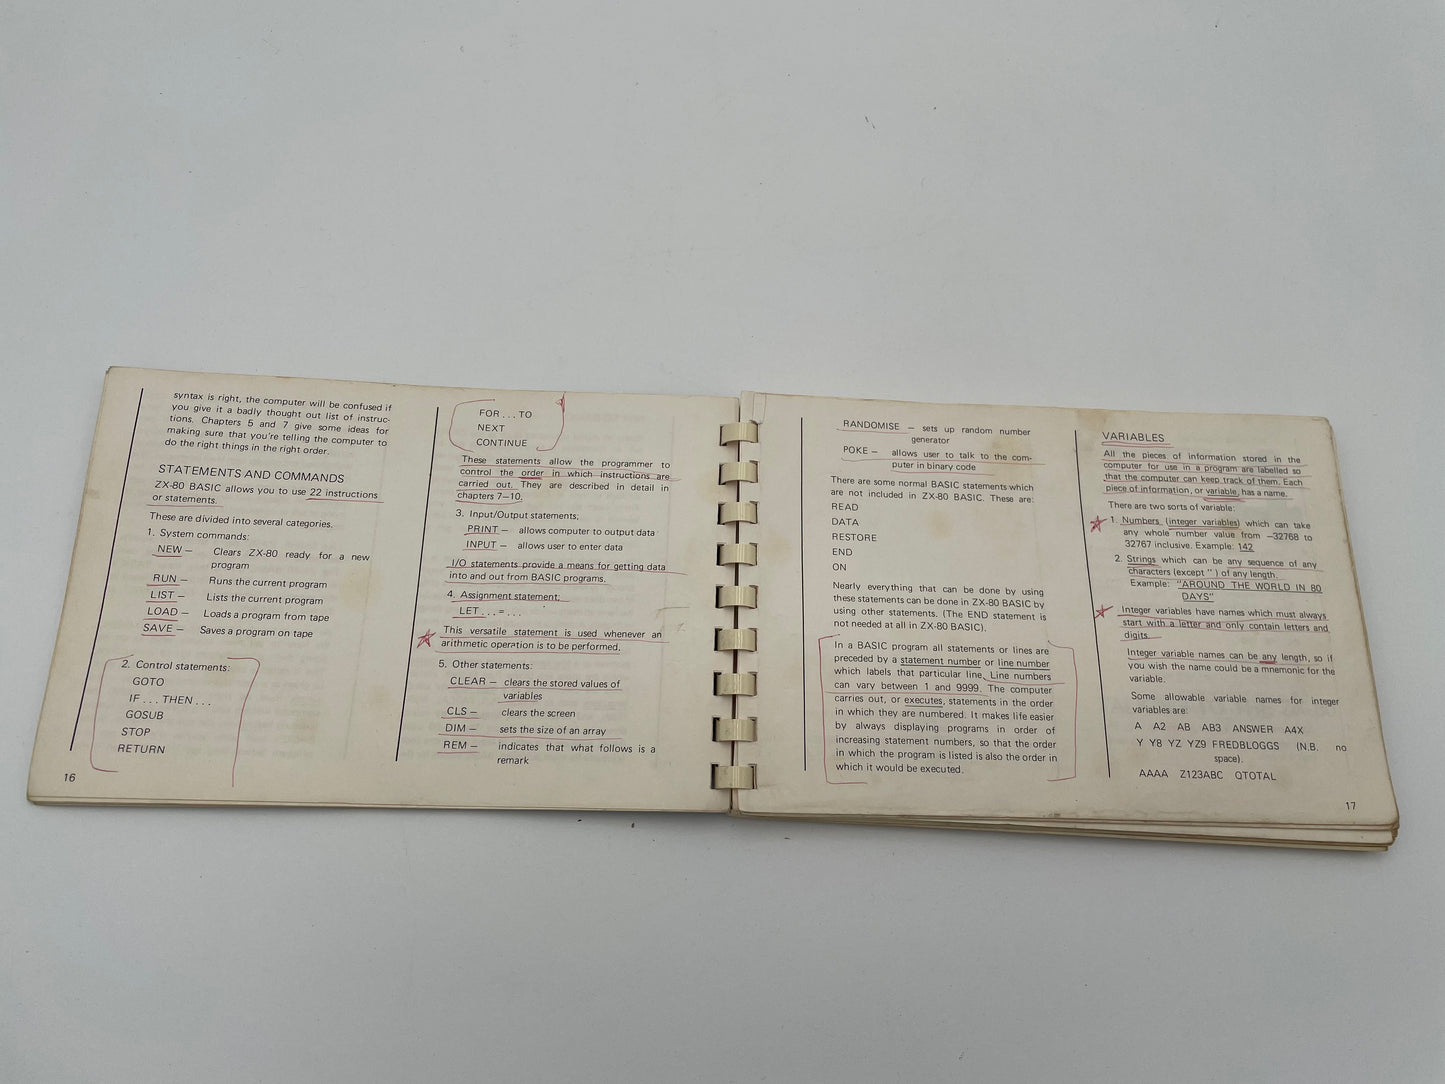 syntax is right, the computer will be confused if
you give it a badly thought out list of instruc-
tions. Chapters 5 and 7 give some ideas for
making sure that you're telling the computer to
do the right things in the right order.
STATEMENTS AND COMMANDS
ZX-80 BASIC allows you to use 22 instructions
or statements.
These are divided into several categories.
1. System commands:
NEW — Clears ZX-80 ready for a new
program
RUN — Runs the current program
LIST — Lists the current program
LOAD — Loads a program from tape
SAVE — Saves a program on tape
2. Control statements:
GOTO
IF . . . THEN . . .
GOSUB
STOP
RETURN
16
FOR . . . TO
NEXT
CONTINUE
These statements allow the programmer to
control the order in which instructions are
carried out. They are described in detail in
chapters 7—10.
3. Input/Output statements;
PRINT — allows computer to output data
INPUT — allows user to enter data
I/O statements provide a means for getting data
into and out from BASIC programs.
4. Assignment statement;
LET . . . = . . .
This versatile statement is used whenever an
arithmetic operation is to be performed.
5. Other statements:
CLEAR — clears the stored values of
variables
CLS — clears the screen
DIM — sets the size of an array
REM — indicates that what follows is a
remark
RANDOMISE — sets up random number
generator
POKE — allows user to talk to the com-
puter in binary code
There are some normal BASIC statements which
are not included in ZX-80 BASIC. These are:
READ
DATA
RESTORE
END
ON
Nearly everything that can be done by using
these statements can be done in ZX-80 BASIC by
using other statements. (The END statement is
not needed at all in ZX-80 BASIC).
In a BASIC program all statements or lines are
preceded by a statement number or line number
which labels that particular line. Line numbers
can vary between 1 and 9999. The computer
carries out, or executes, statements in the order
in which they are numbered. It makes life easier
by always displaying programs in order of
increasing statement numbers, so that the order
in which the program is listed is also the order in
which it would be executed.
VARIABLES
All the pieces of information stored in the
computer for use in a program are labelled so
that the computer can keep track of them. Each
piece of information, or variable, has a name.
There are two sorts of variable:
1. Numbers (integer variables) which can take
any whole number value from —32768 to
32767 inclusive. Example: 142
2. Strings which can be any sequence of any
characters (except " ) of any length.
Example: "AROUND THE WORLD IN 80
DAYS"
Integer variables have names which must always
start with a letter and only contain letters and
digits.
Integer variable names can be any length, so if
you wish the name could be a mnemonic for the
variable.
Some allowable variable names for integer
variables are:
A A2 AB AB3 ANSWER A4X
Y Y8 YZ YZ9 FREDBLOGGS (N.B. no
space).
AAAA Z123ABC QTOTAL
17